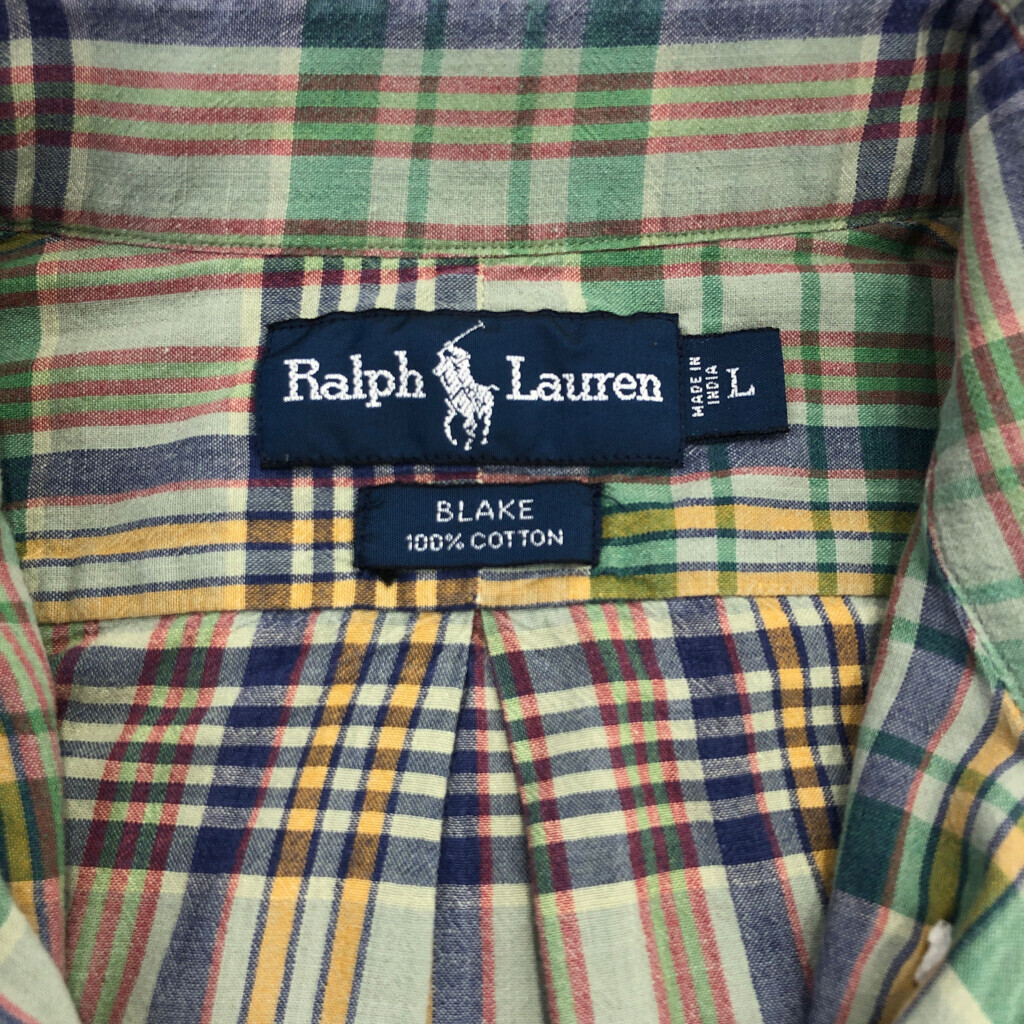 Ralph Lauren
MADE IN
INDIA
L
BLAKE
100% COTTON